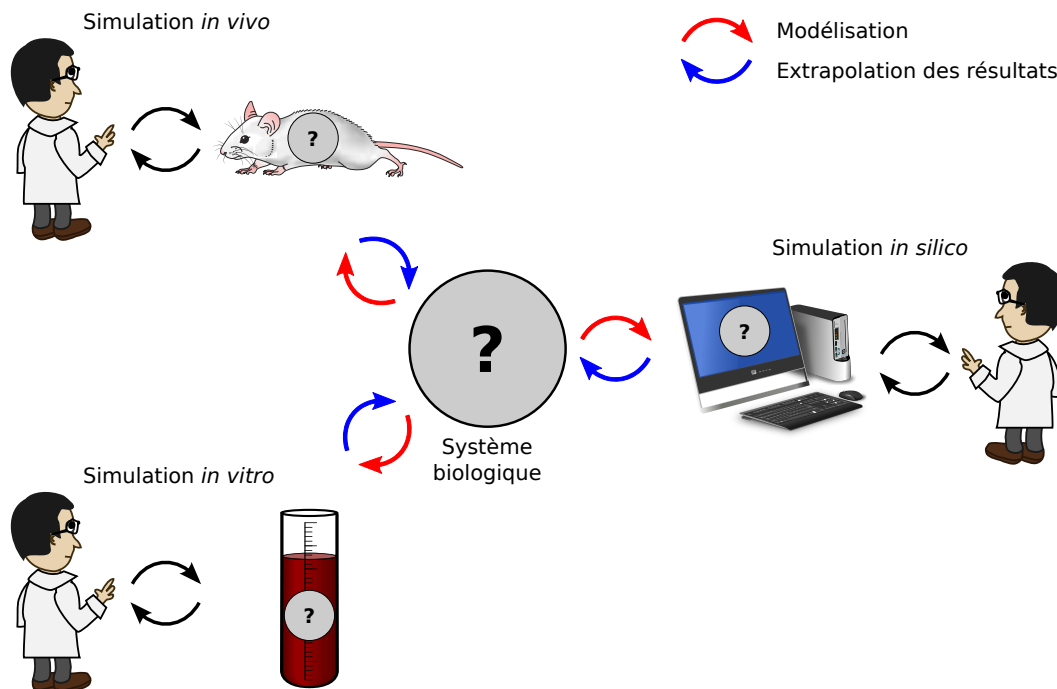 Simulation in vivo
Modélisation
Extrapolation des résultats
?
Simulation in silico
?
?
Système
biologique
Simulation in vitro
?